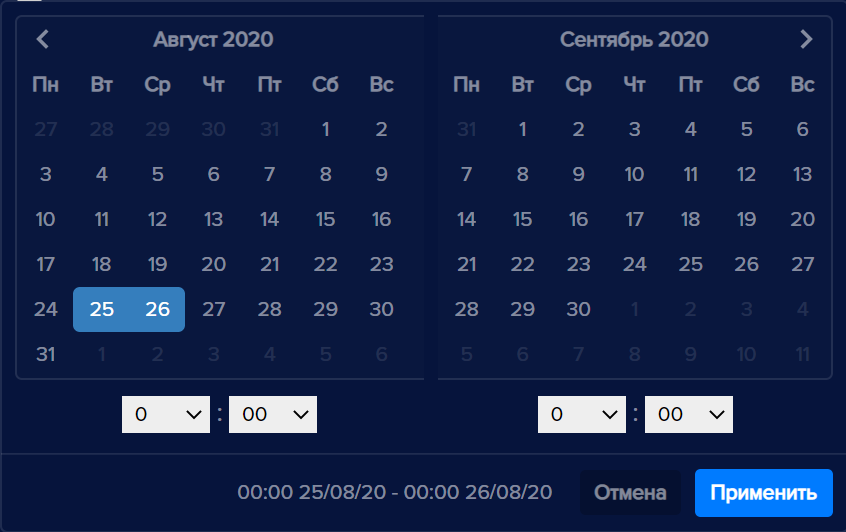 Август 2020
Пн Вт Ср Чт Пт Сб Вс
27 28 29 30 31 1 2
3 4 5 6 7 8 9
10 11 12 13 14 15 16
17 18 19 20 21 22 23
24 25 26 27 28 29 30
31 1 2 3 4 5 6
0 : 00
Сентябрь 2020
Пн Вт Ср Чт Пт Сб Вс
31 1 2 3 4 5 6
7 8 9 10 11 12 13
14 15 16 17 18 19 20
21 22 23 24 25 26 27
28 29 30 1 2 3 4
5 6 7 8 9 10 11
0 : 00
00:00 25/08/20 - 00:00 26/08/20 Отмена Применить